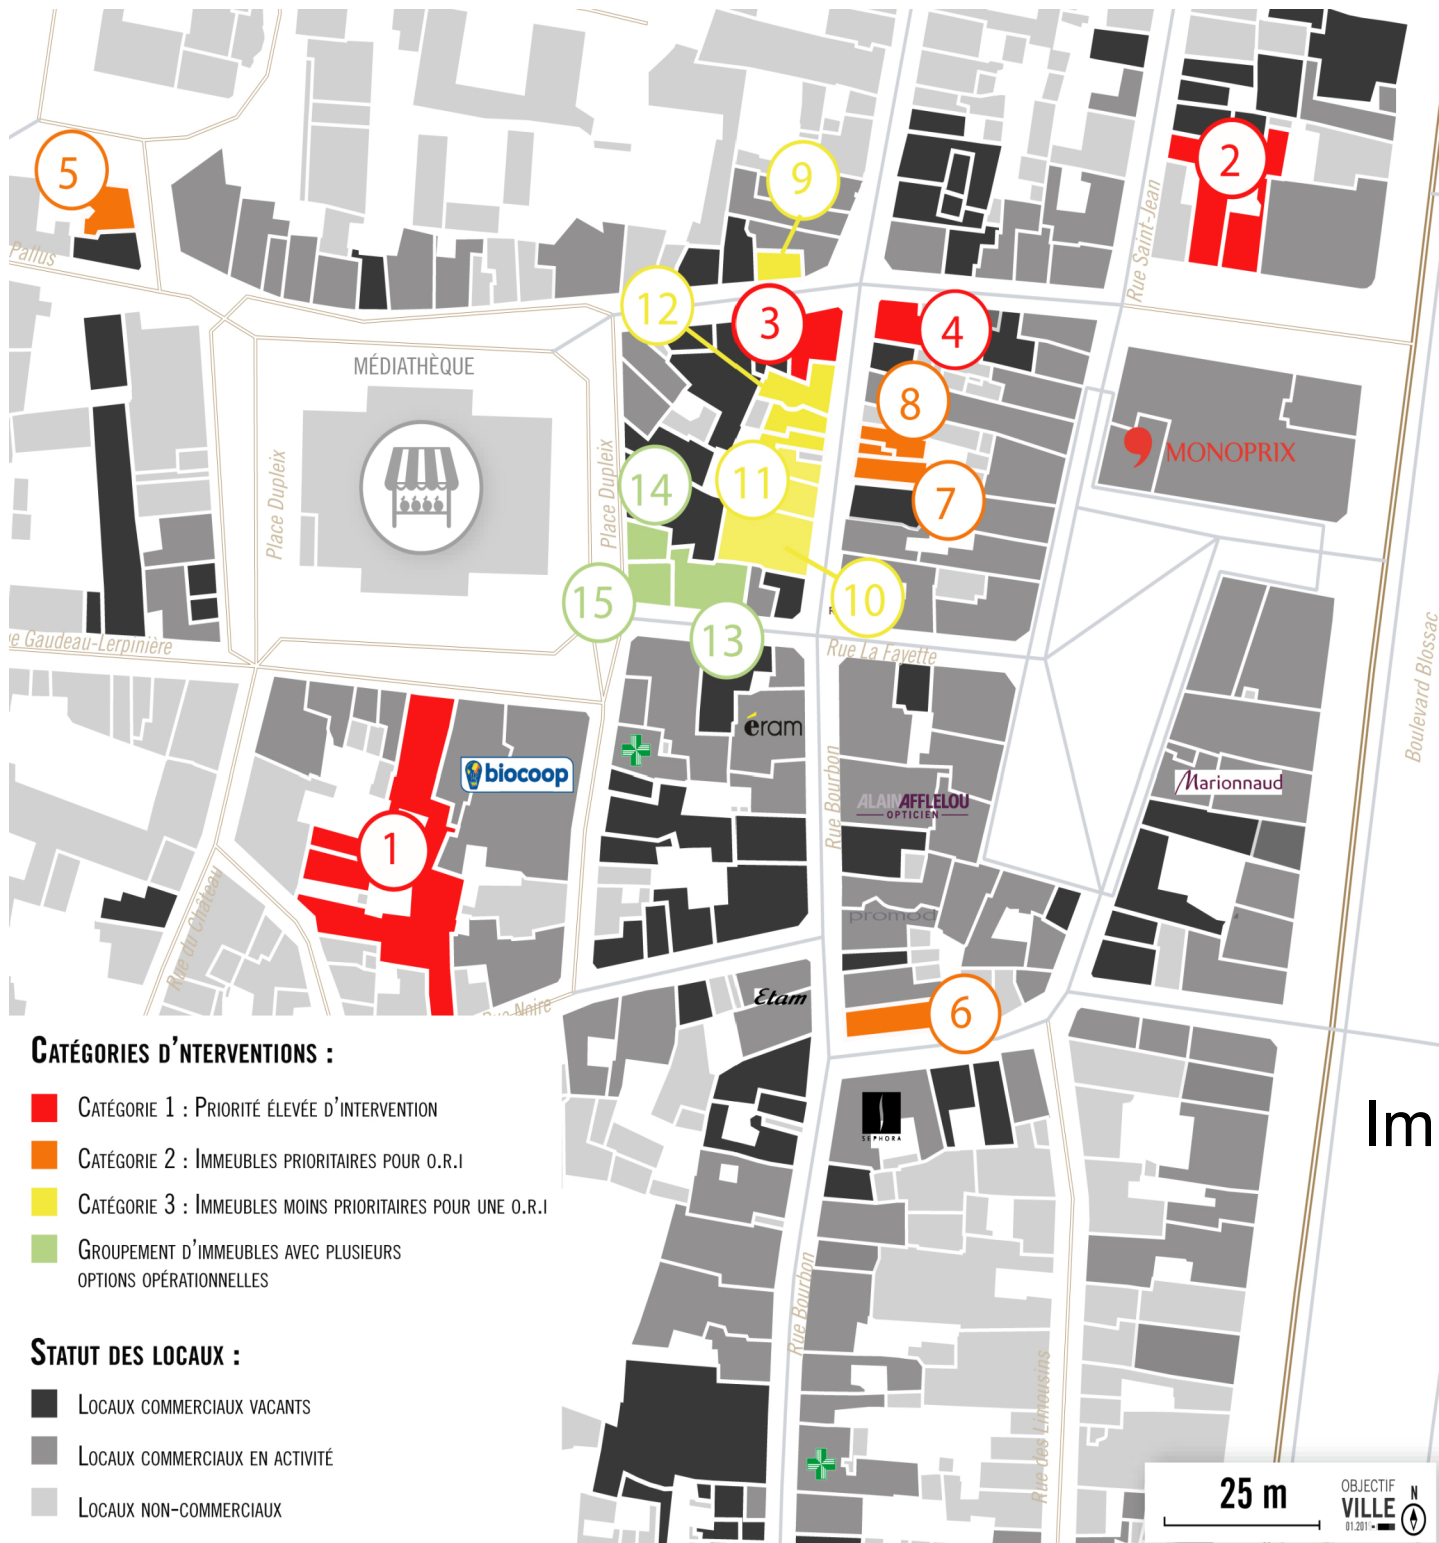 2
5
9
Rue Saint-Jean
Pallus
12
3
4
MÉDIATHÈQUE
8
MONOPRIX
Place Dupleix
Place Dupleix
14
11
7
15
10
13
Rue La Fayette
e Gaudeau-Lerpinière
Boulevard Blossac
éram
biocoop
Rue Bourbon
Marionnaud
ALAIN AFFLELOU
OPTICIEN
1
promod
Rue du Château
Etam
6
Rue Noire
CATÉGORIES D'NTERVENTIONS :
CATÉGORIE 1 : PRIORITÉ ÉLEVÉE D'INTERVENTION
CATÉGORIE 2 : IMMEUBLES PRIORITAIRES POUR O.R.I
CATÉGORIE 3 : IMMEUBLES MOINS PRIORITAIRES POUR UNE O.R.I
GROUPEMENT D'IMMEUBLES AVEC PLUSIEURS
OPTIONS OPÉRATIONNELLES
SEPHORA
Im
Rue Bourbon
Rue des Limousins
STATUT DES LOCAUX :
LOCAUX COMMERCIAUX VACANTS
LOCAUX COMMERCIAUX EN ACTIVITÉ
LOCAUX NON-COMMERCIAUX
25 m
OBJECTIF
VILLE
N